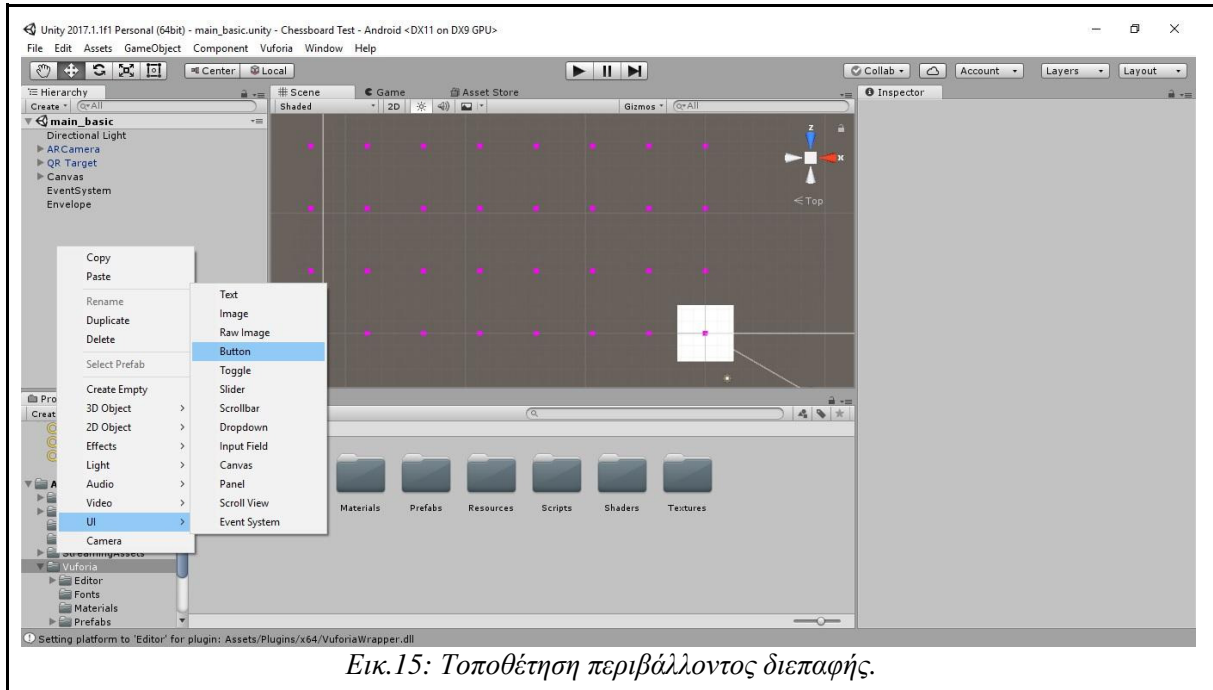 Unity 2017.1.1f1 Personal (64bit) - main_basic.unity - Chessboard Test - Android <DX11 on DX9 GPU>
File Edit Assets GameObject Component Vuforia Window Help
Center Local Collab Account Layers Layout
Hierarchy
Create All
main_basic
Directional Light
ARCamera
QR Target
Canvas
EventSystem
Envelope
Scene Game Asset Store
Shaded 2D Gizmos All
z
x
Top
Inspector
Copy
Paste
Rename
Duplicate
Delete
Select Prefab
Create Empty
3D Object
2D Object
Effects
Light
Audio
Video
UI
Camera
Text
Image
Raw Image
Button
Toggle
Slider
Scrollbar
Dropdown
Input Field
Canvas
Panel
Scroll View
Event System
Pro
Creat
A
StreamingAssets
Vuforia
Editor
Fonts
Materials
Prefabs
Materials Prefabs Resources Scripts Shaders Textures
Setting platform to 'Editor' for plugin: Assets/Plugins/x64/VuforiaWrapper.dll
Εικ.15: Τοποθέτηση περιβάλλοντος διεπαφής.